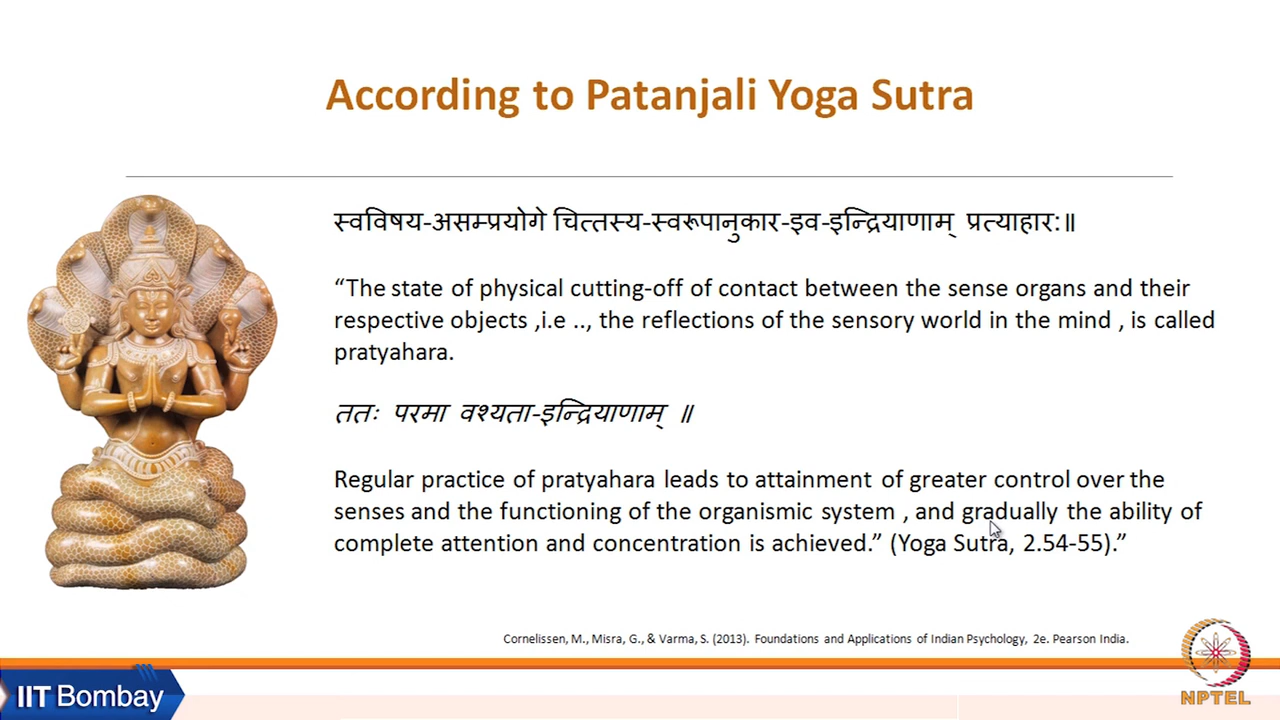 According to Patanjali Yoga Sutra
स्वविषय-असम्प्रयोगे चित्तस्य-स्वरूपानुकार-इव-इन्द्रियाणाम् प्रत्याहार:॥
“The state of physical cutting-off of contact between the sense organs and their
respective objects ,i.e .., the reflections of the sensory world in the mind , is called
pratyahara.
ततः परमा वश्यता-इन्द्रियाणाम् ॥
Regular practice of pratyahara leads to attainment of greater control over the
senses and the functioning of the organismic system , and gradually the ability of
complete attention and concentration is achieved.” (Yoga Sutra, 2.54-55).”
Cornelissen, M., Misra, G., & Varma, S. (2013). Foundations and Applications of Indian Psychology, 2e. Pearson India.
IIT Bombay
NPTEL